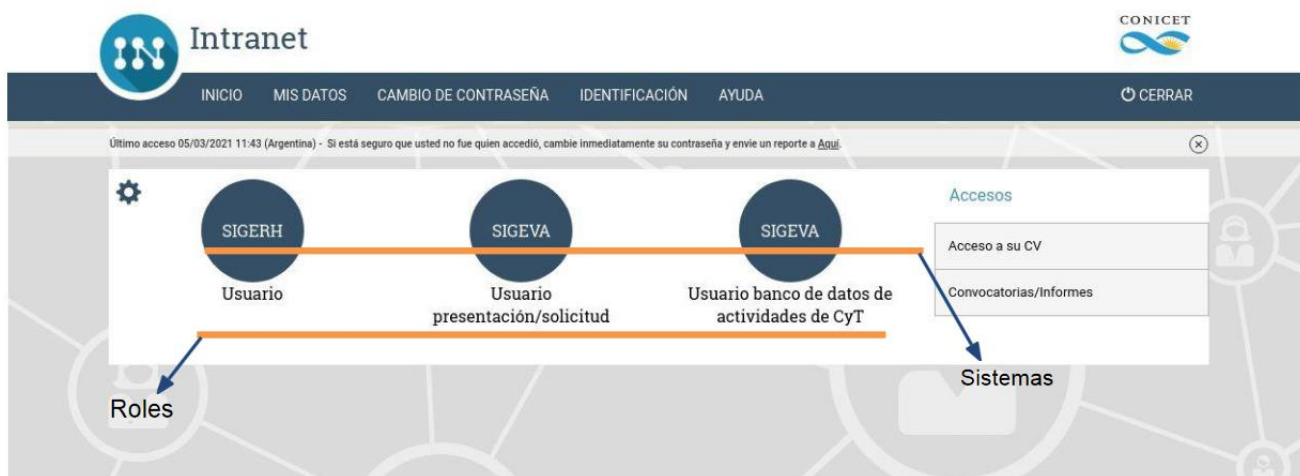 IN
Intranet
CONICET
INICIO MIS DATOS CAMBIO DE CONTRASEÑA IDENTIFICACIÓN AYUDA CERRAR
Último acceso 05/03/2021 11:43 (Argentina) - Si está seguro que usted no fue quien accedió, cambie inmediatamente su contraseña y envie un reporte a Aquí.
SIGERH SIGEVA SIGEVA
Usuario
Usuario
presentación/solicitud
Usuario banco de datos de
actividades de CyT
Accesos
Acceso a su CV
Convocatorias/Informes
Roles
Sistemas